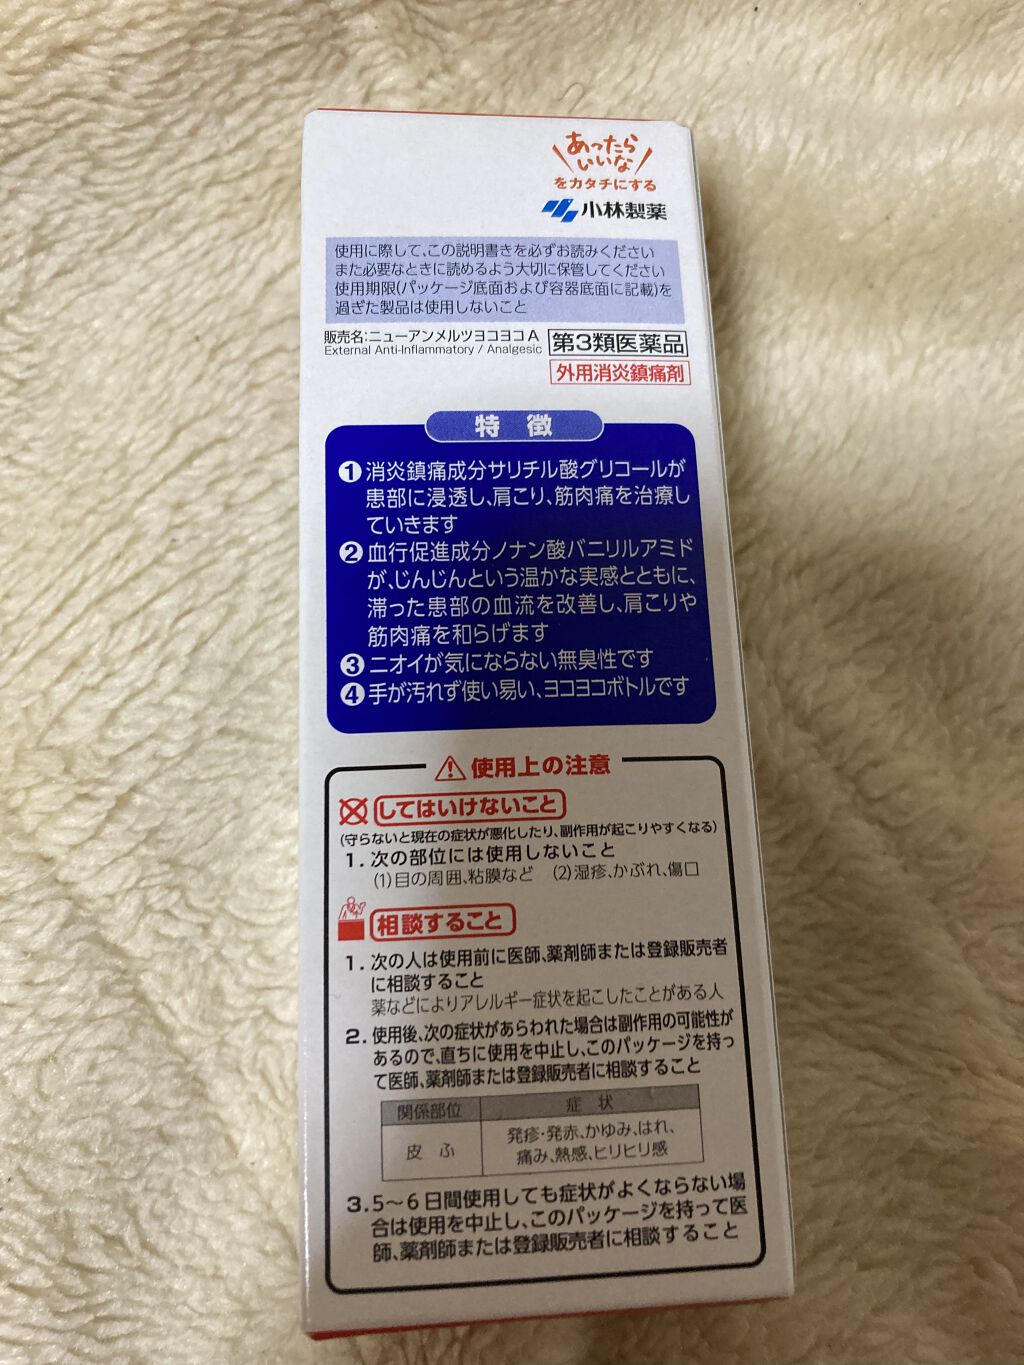 あったら
いいな
をカタチにする
小林製薬
使用に際して、この説明書きを必ずお読みください
また必要なときに読めるよう大切に保管してください
使用期限(パッケージ底面および容器底面に記載)を
過ぎた製品は使用しないこと
販売名:ニューアンメルツヨコヨコA
External Anti-Inflammatory / Analgesic
第3類医薬品
外用消炎鎮痛剤
特 徴
❶消炎鎮痛成分サリチル酸グリコールが
患部に浸透し、肩こり、筋肉痛を治療し
ていきます
❷血行促進成分ノナン酸バニリルアミド
が、じんじんという温かな実感とともに、
滞った患部の血流を改善し、肩こりや
筋肉痛を和らげます
❸ニオイが気にならない無臭性です
❹手が汚れず使い易い、ヨコヨコボトルです
使用上の注意
してはいけないこと
(守らないと現在の症状が悪化したり、副作用が起こりやすくなる)
1.次の部位には使用しないこと
(1)目の周囲、粘膜など (2)湿疹、かぶれ、傷口
相談すること
1.次の人は使用前に医師、薬剤師または登録販売者
に相談すること
薬などによりアレルギー症状を起こしたことがある人
2.使用後、次の症状があらわれた場合は副作用の可能性が
あるので、直ちに使用を中止し、このパッケージを持っ
て医師、薬剤師または登録販売者に相談すること
関係部位 症 状
皮 ふ 発疹・発赤、かゆみ、はれ、
痛み、熱感、ヒリヒリ感
3.5〜6日間使用しても症状がよくならない場
合は使用を中止し、このパッケージを持って医
師、薬剤師または登録販売者に相談すること